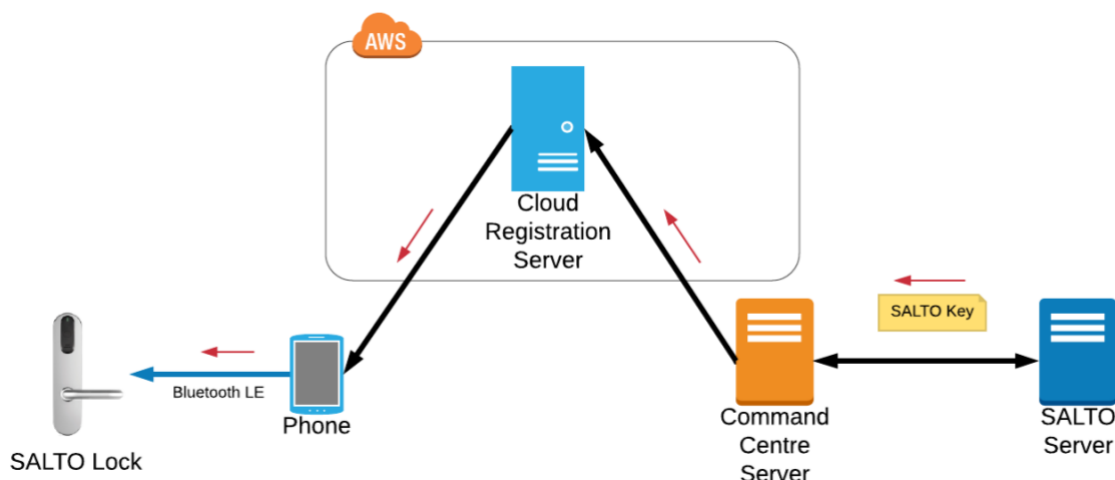 AWS
Cloud
Registration
Server
SALTO Key
Bluetooth LE
Phone
SALTO Lock
Command
Centre
Server
SALTO
Server